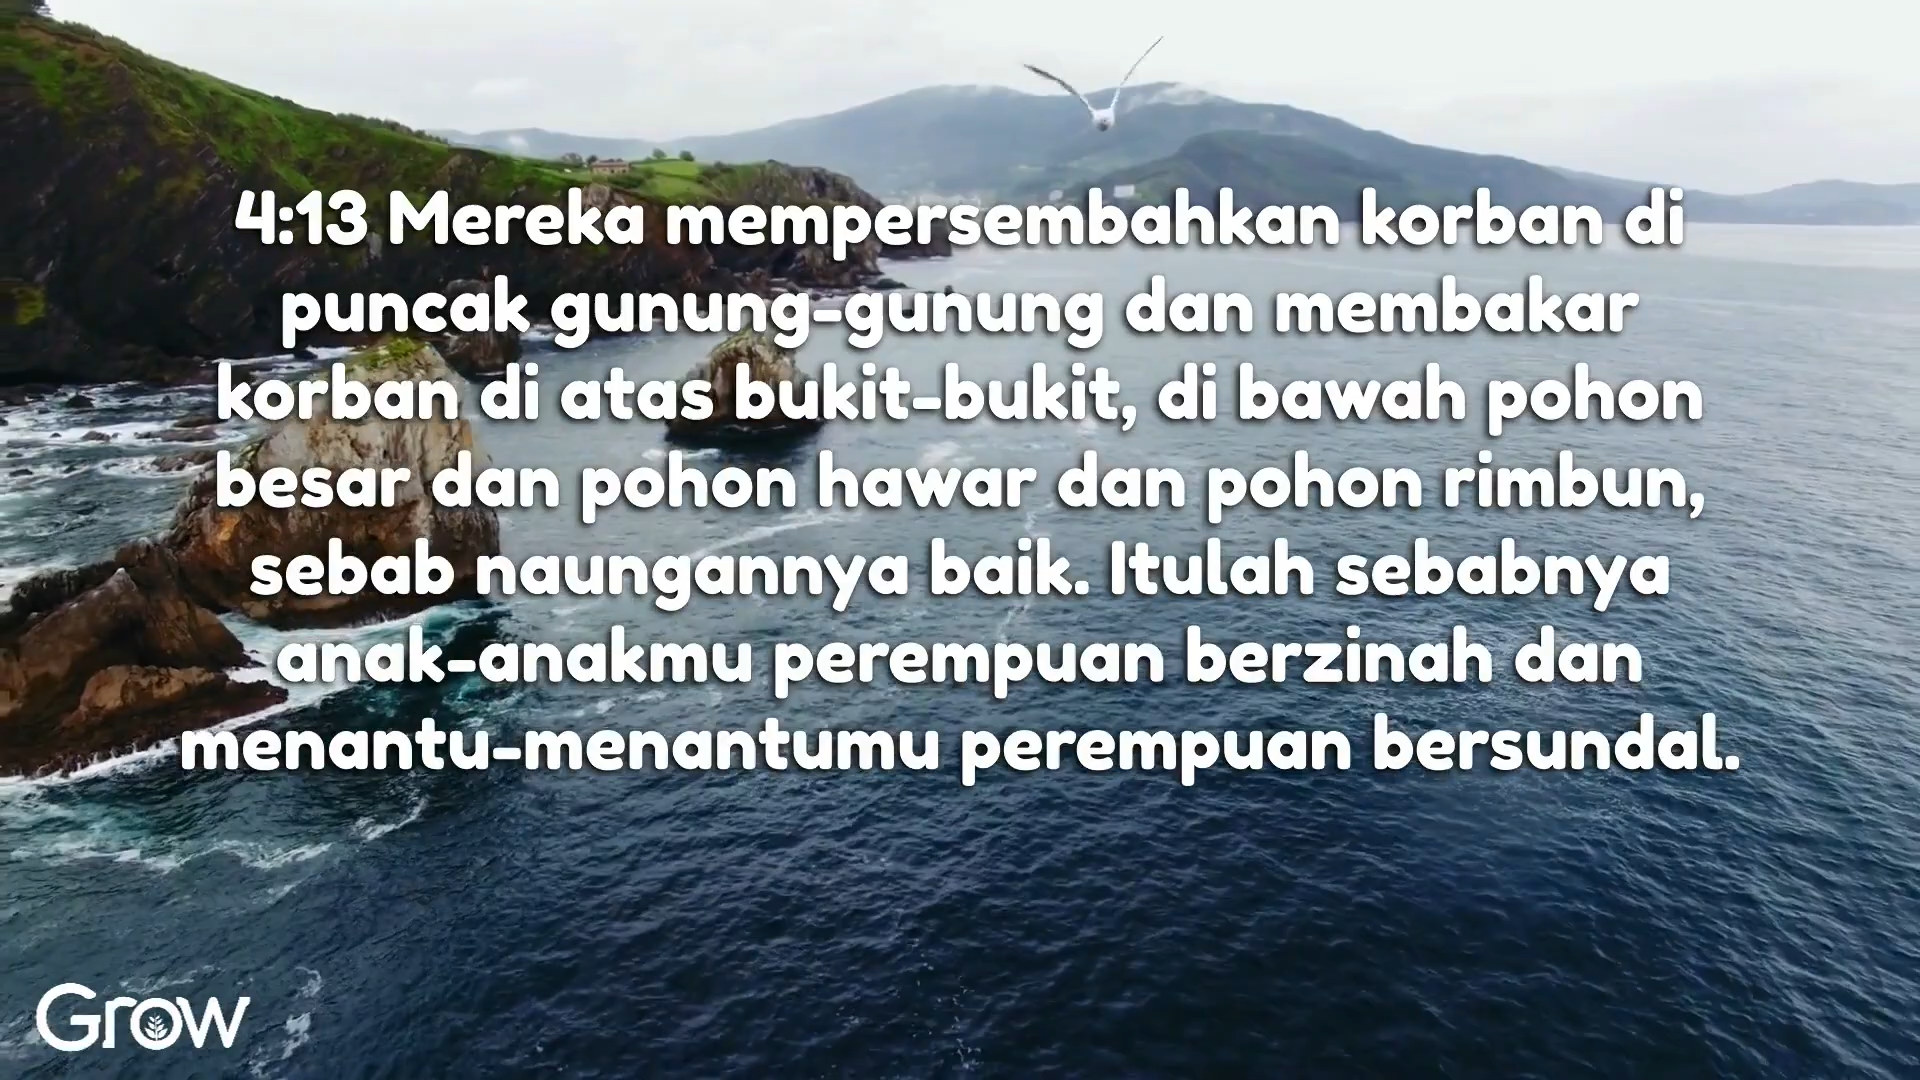 4:13 Mereka mempersembahkan korban di
puncak gunung-gunung dan membakar
korban di atas bukit-bukit, di bawah pohon
besar dan pohon hawar dan pohon rimbun,
sebab naungannya baik. Itulah sebabnya
anak-anakmu perempuan berzinah dan
menantu-menantumu perempuan bersundal.
Grow